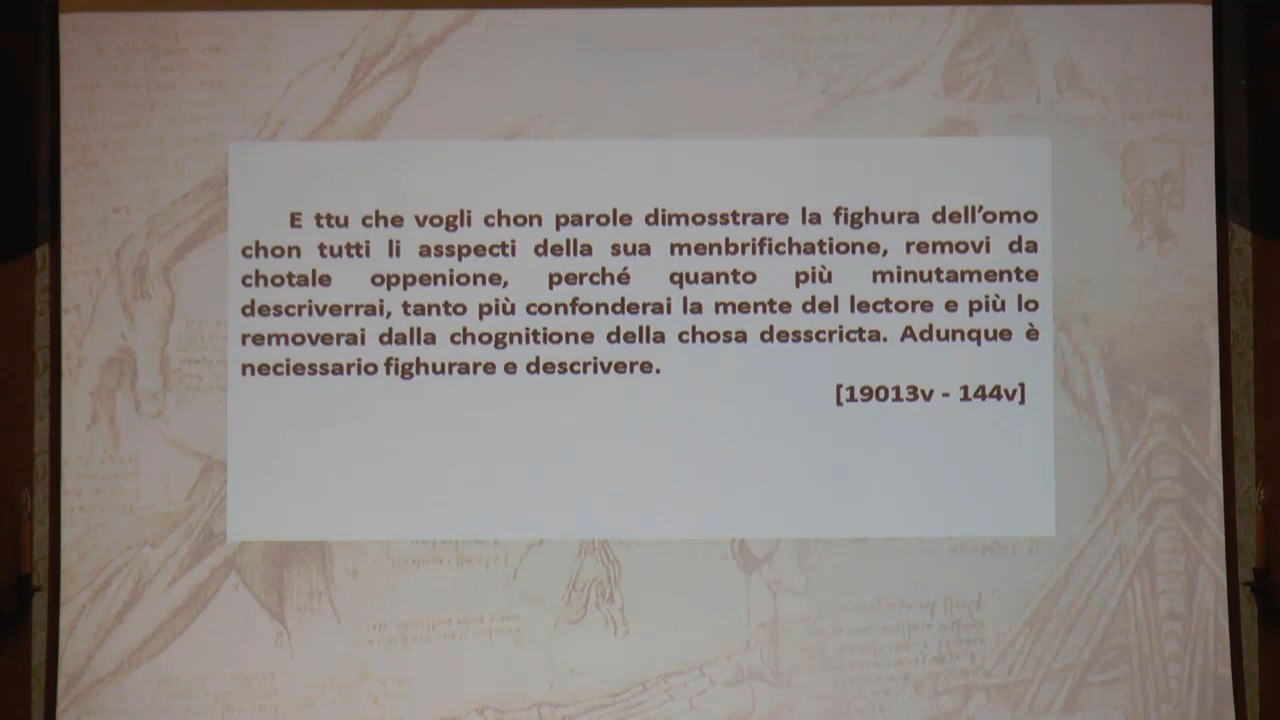 E ttu che vogli chon parole dimosstrare la fighura dell’omo
chon tutti li asspecti della sua menbrifichatione, removi da
chotale oppenione, perché quanto più minutamente
descriverrai, tanto più confonderai la mente del lectore e più lo
removerai dalla chognitione della chosa desscricta. Adunque è
neciessario fighurare e descrivere.
[19013v - 144v]